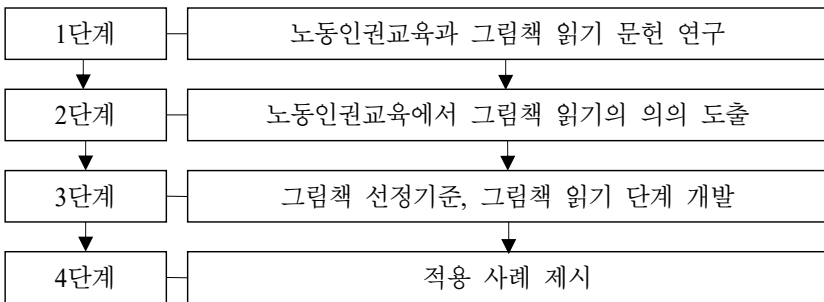 1단계 노동인권교육과 그림책 읽기 문헌 연구
2단계 노동인권교육에서 그림책 읽기의 의의 도출
3단계 그림책 선정기준, 그림책 읽기 단계 개발
4단계 적용 사례 제시